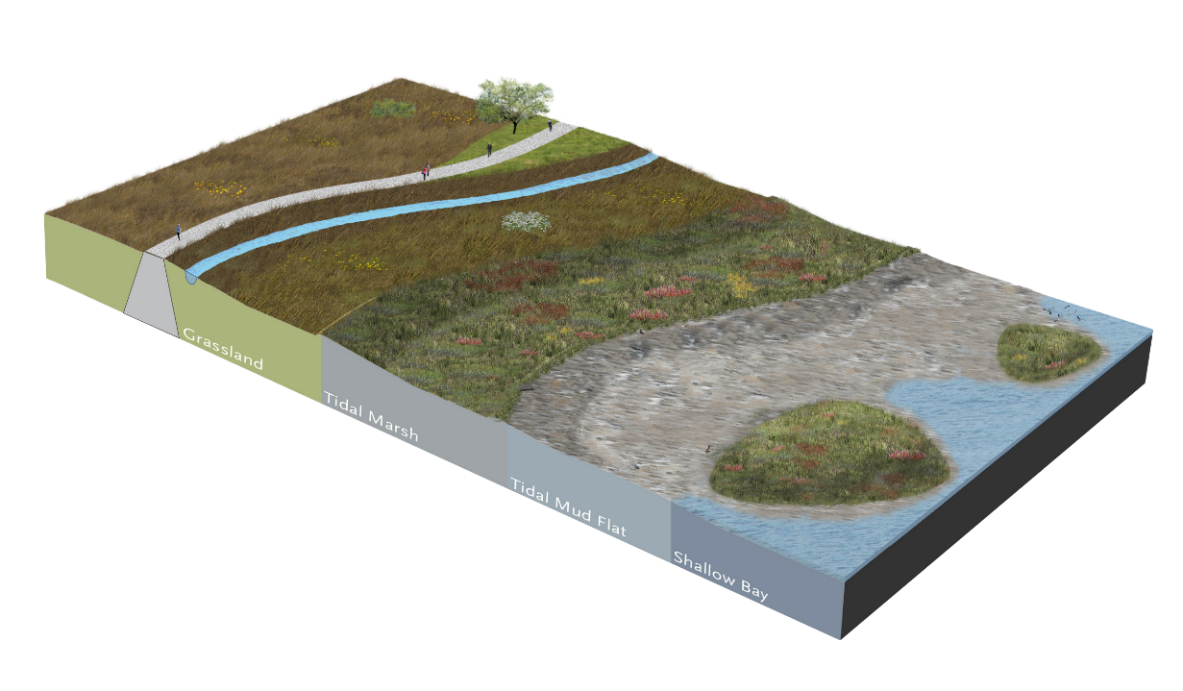 Grassland
Tidal Marsh
Tidal Mud Flat
Shallow Bay